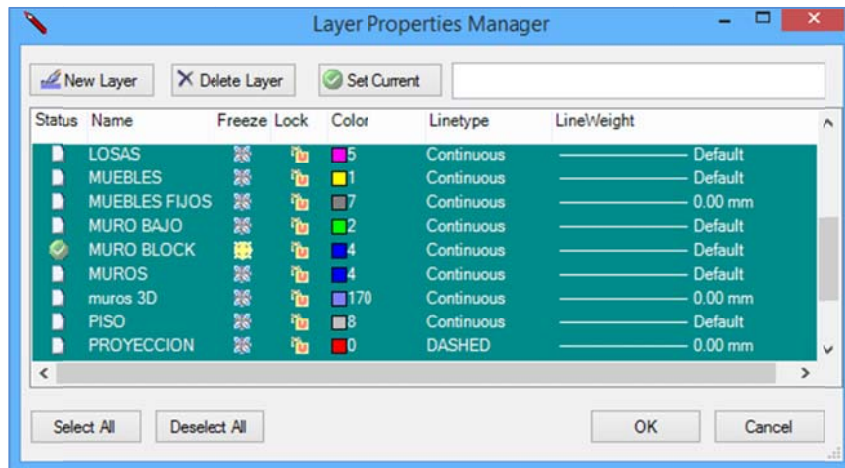 Layer Properties Manager
New Layer Delete Layer Set Current
Status Name Freeze Lock Color Linetype LineWeight
LOSAS 5 Continuous Default
MUEBLES 1 Continuous Default
MUEBLES FIJOS 7 Continuous 0.00 mm
MURO BAJO 2 Continuous Default
MURO BLOCK 4 Continuous Default
MUROS 4 Continuous Default
muros 3D 170 Continuous 0.00 mm
PISO 8 Continuous Default
PROYECCION 0 DASHED 0.00 mm
Select All Deselect All OK Cancel